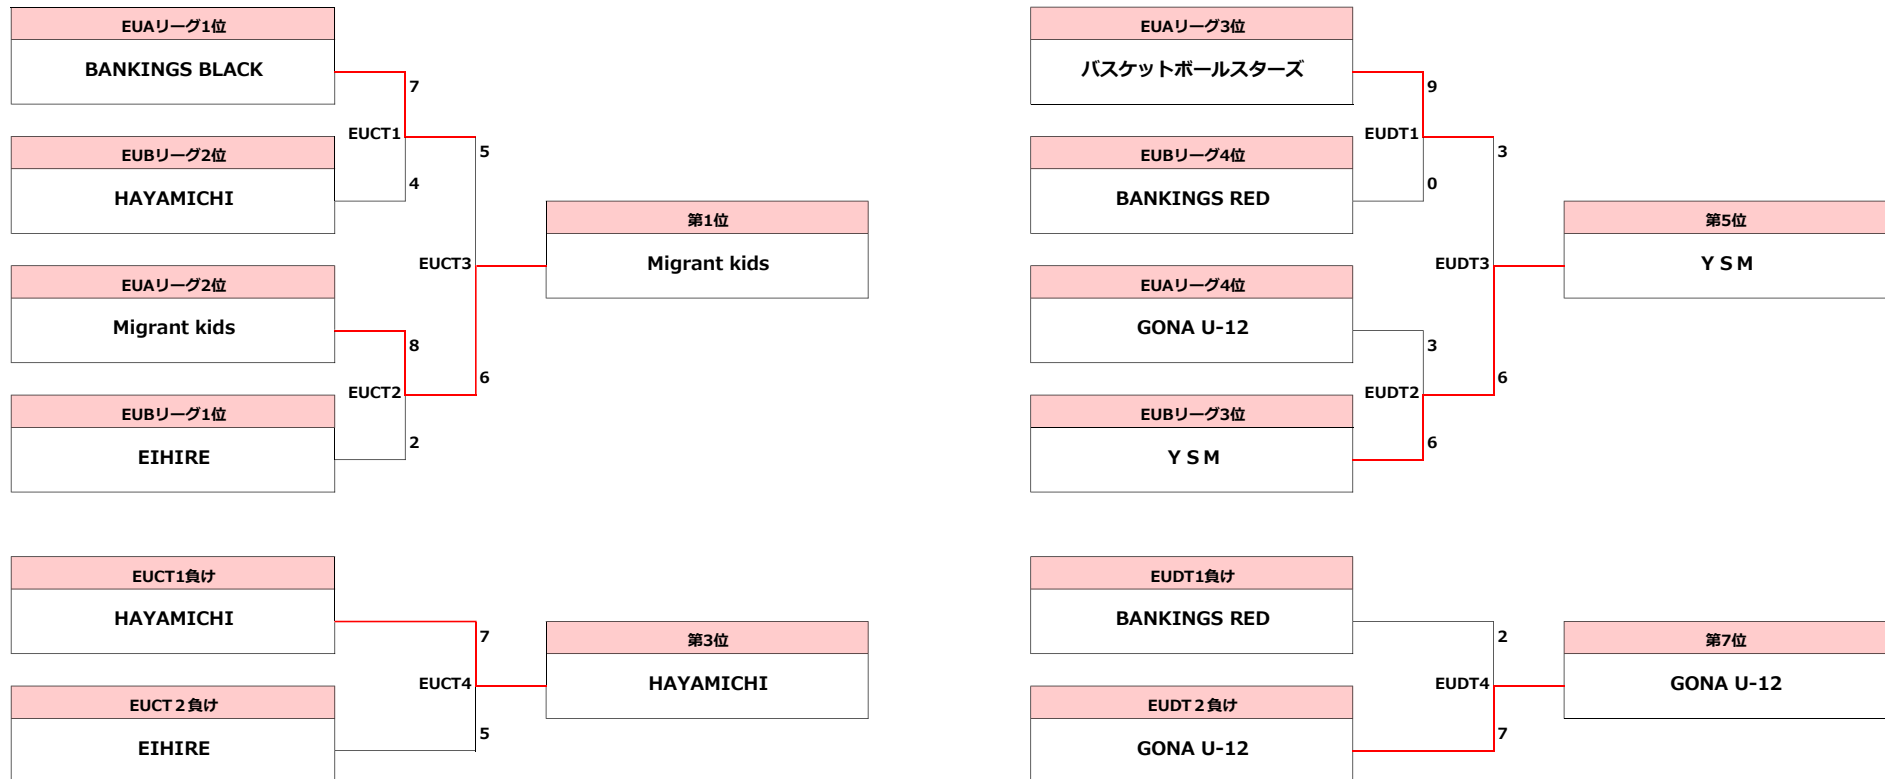 EUAリーグ1位
BANKINGS BLACK
7
EUCT1
EUBリーグ2位
5
4
HAYAMICHI
第1位
EUCT3
Migrant kids
EUAリーグ2位
Migrant kids
8
6
EUCT2
EUBリーグ1位
2
EIHIRE
EUCT1負け
HAYAMICHI
7
第3位
EUCT4
HAYAMICHI
EUCT２負け
5
EIHIRE
EUAリーグ3位
バスケットボールスターズ
9
EUDT1
EUBリーグ4位
3
0
BANKINGS RED
第5位
EUDT3
ＹＳＭ
EUAリーグ4位
GONA U-12
3
6
EUDT2
EUBリーグ3位
6
ＹＳＭ
EUDT1負け
BANKINGS RED
2
第7位
EUDT4
GONA U-12
EUDT２負け
7
GONA U-12